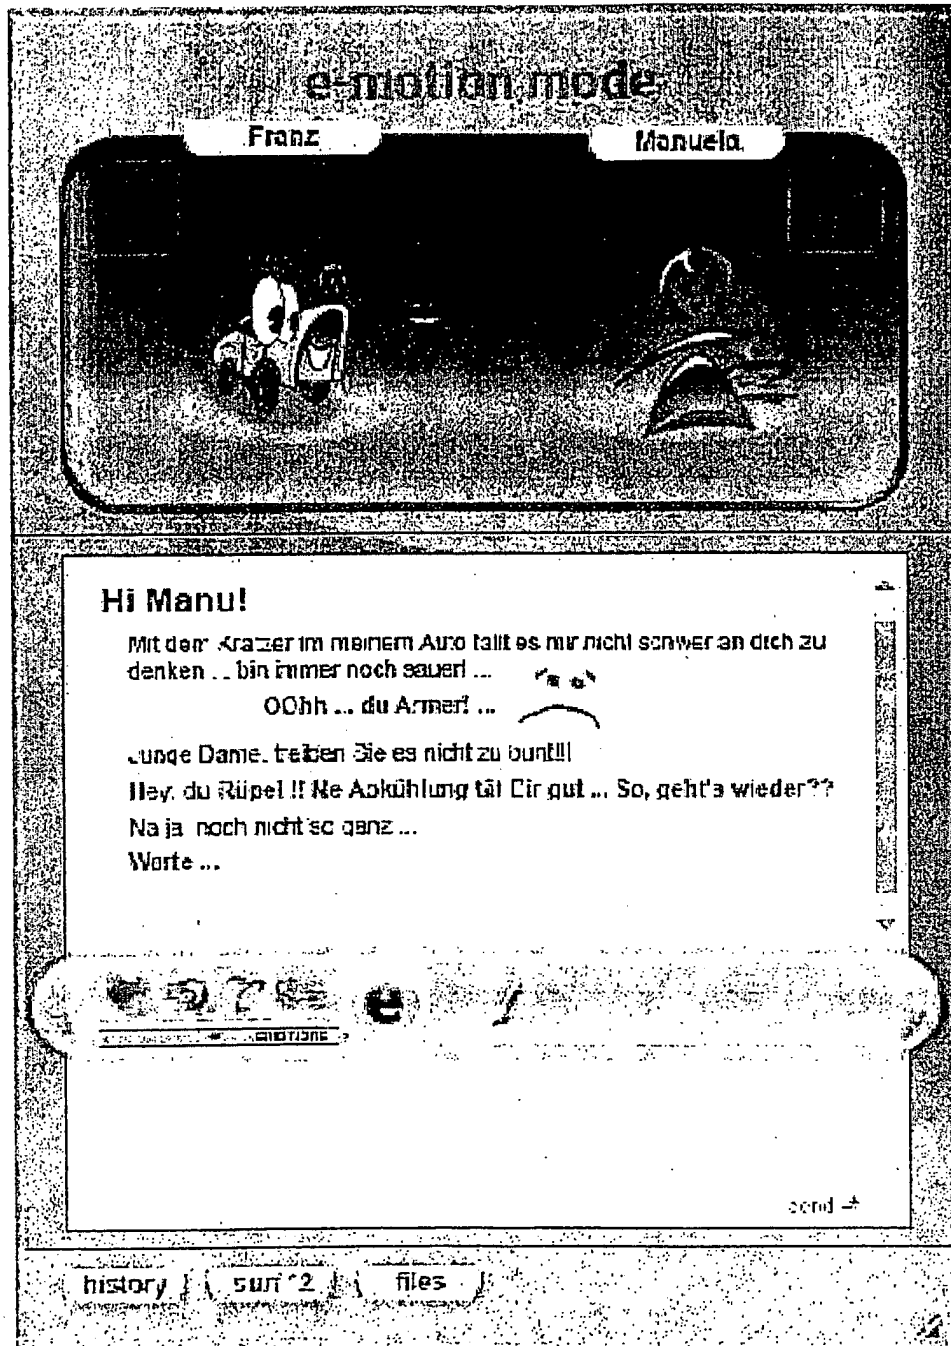 e-motion mode
Franz
Manuela
Hi Manu!
Mit dem Kratzer im meinem Auto fällt es mir nicht schwer an dich zu
denken ... bin immer noch sauer! ...
OOhh ... du Armer! ...
Junge Dame, treiben Sie es nicht zu bunt!!!
Hey, du Rüpel !! Ne Abkühlung tät Dir gut ... So, geht's wieder??
Na ja noch nicht so ganz ...
Warte ...
e
emotions
send
history
surf^2
files